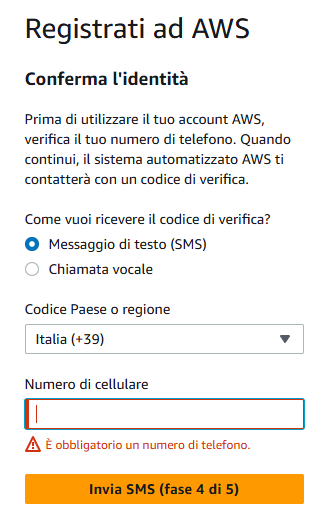 Registrati ad AWS
Conferma l'identità
Prima di utilizzare il tuo account AWS,
verifica il tuo numero di telefono. Quando
continui, il sistema automatizzato AWS ti
contatterà con un codice di verifica.
Come vuoi ricevere il codice di verifica?
Messaggio di testo (SMS)
Chiamata vocale
Codice Paese o regione
Italia (+39)
Numero di cellulare
È obbligatorio un numero di telefono.
Invia SMS (fase 4 di 5)